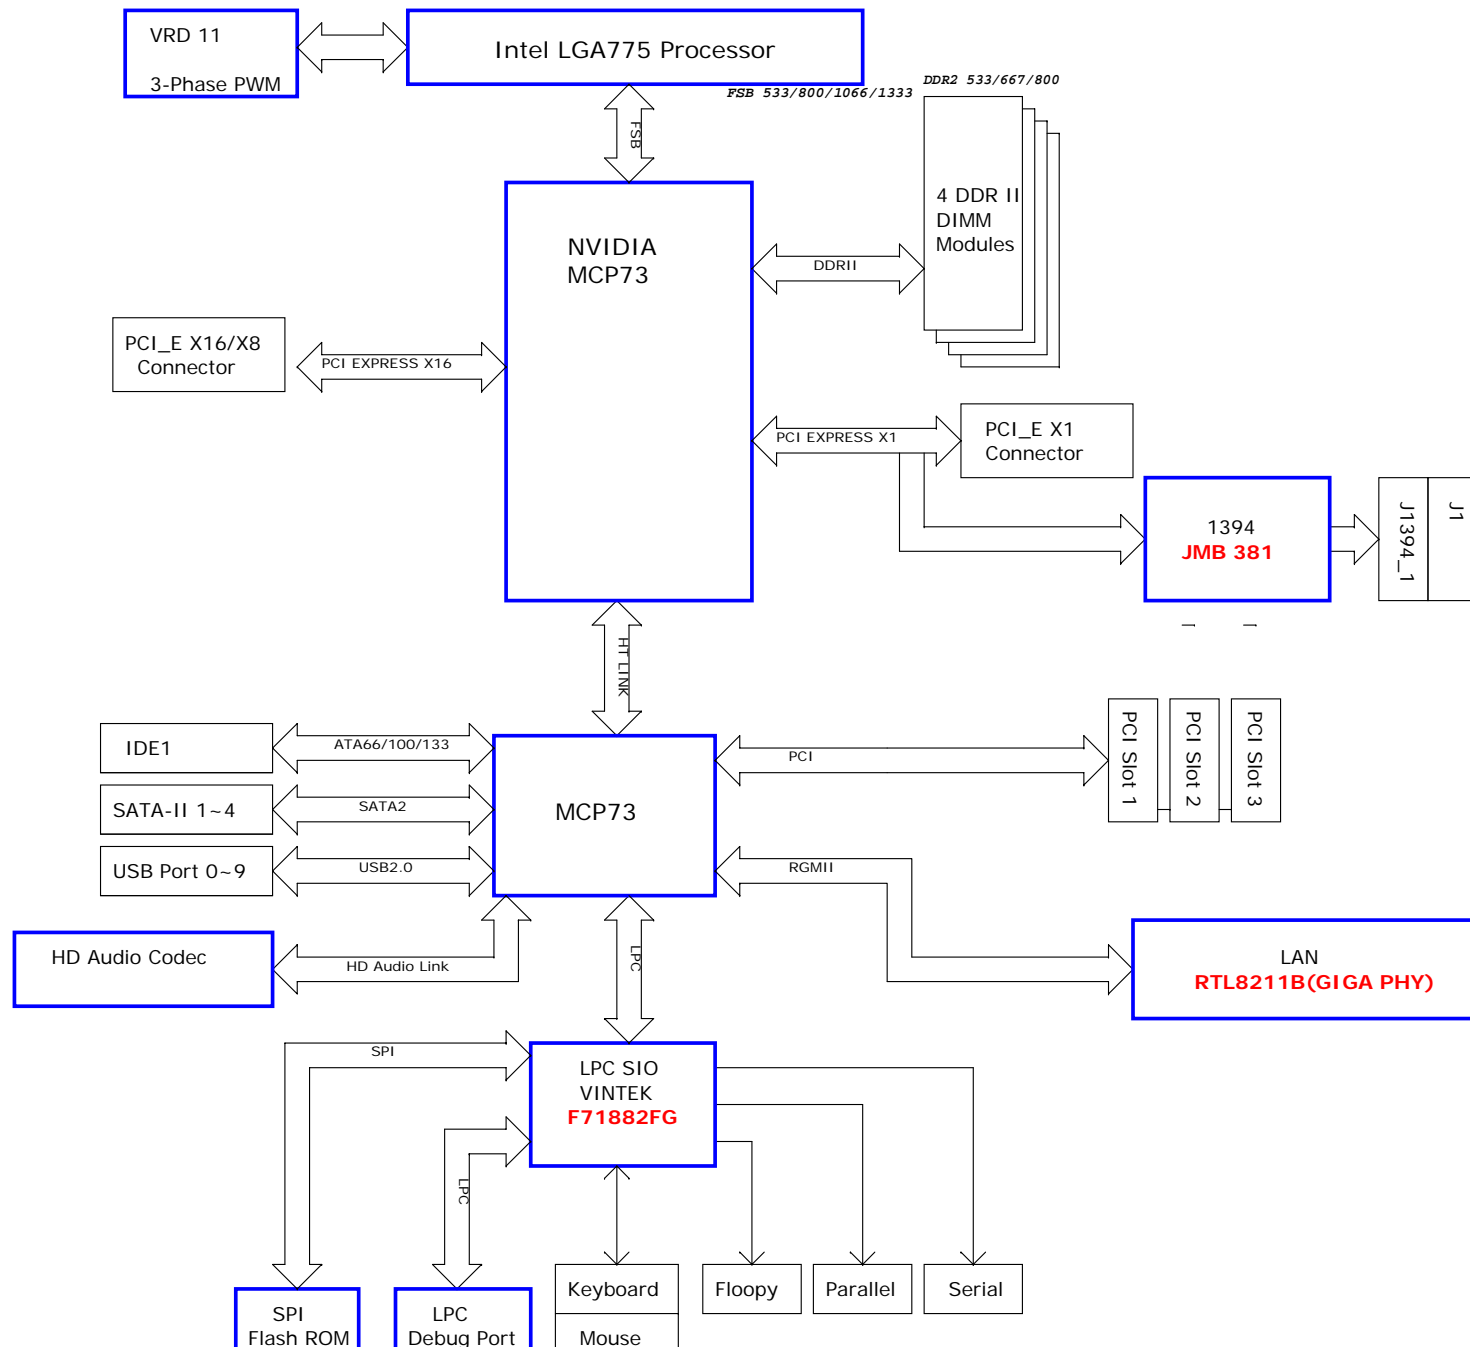 VRD 11
3-Phase PWM
Intel LGA775 Processor
FSB 533/800/1066/1333
DDR2 533/667/800
FSB
4 DDR II
DIMM
Modules
NVIDIA
MCP73
DDRII
PCI_E X16/X8
Connector
PCI EXPRESS X16
PCI EXPRESS X1
PCI_E X1
Connector
1394
JMB 381
J1394_1
J1
HT LINK
IDE1
ATA66/100/133
SATA-II 1~4
SATA2
USB Port 0~9
USB2.0
MCP73
PCI
PCI Slot 1
PCI Slot 2
PCI Slot 3
RGMII
HD Audio Codec
HD Audio Link
LPC
LAN
RTL8211B(GIGA PHY)
SPI
LPC SIO
VINTEK
F71882FG
LPC
Keyboard
Mouse
Floopy
Parallel
Serial
SPI
Flash ROM
LPC
Debug Port